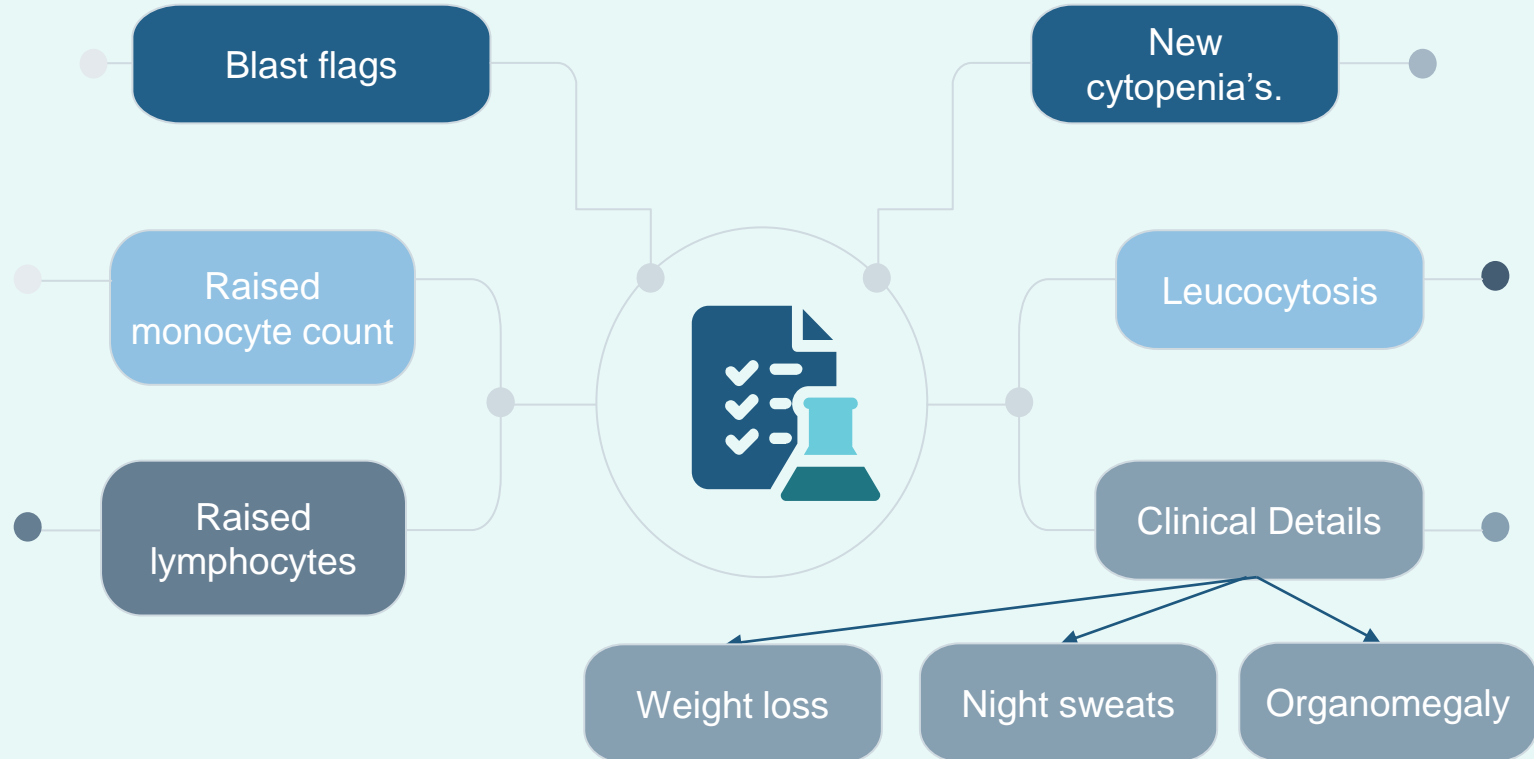 Blast flags
New
cytopenia’s.
Raised
monocyte count
Leucocytosis
Raised
lymphocytes
Clinical Details
Weight loss
Night sweats
Organomegaly